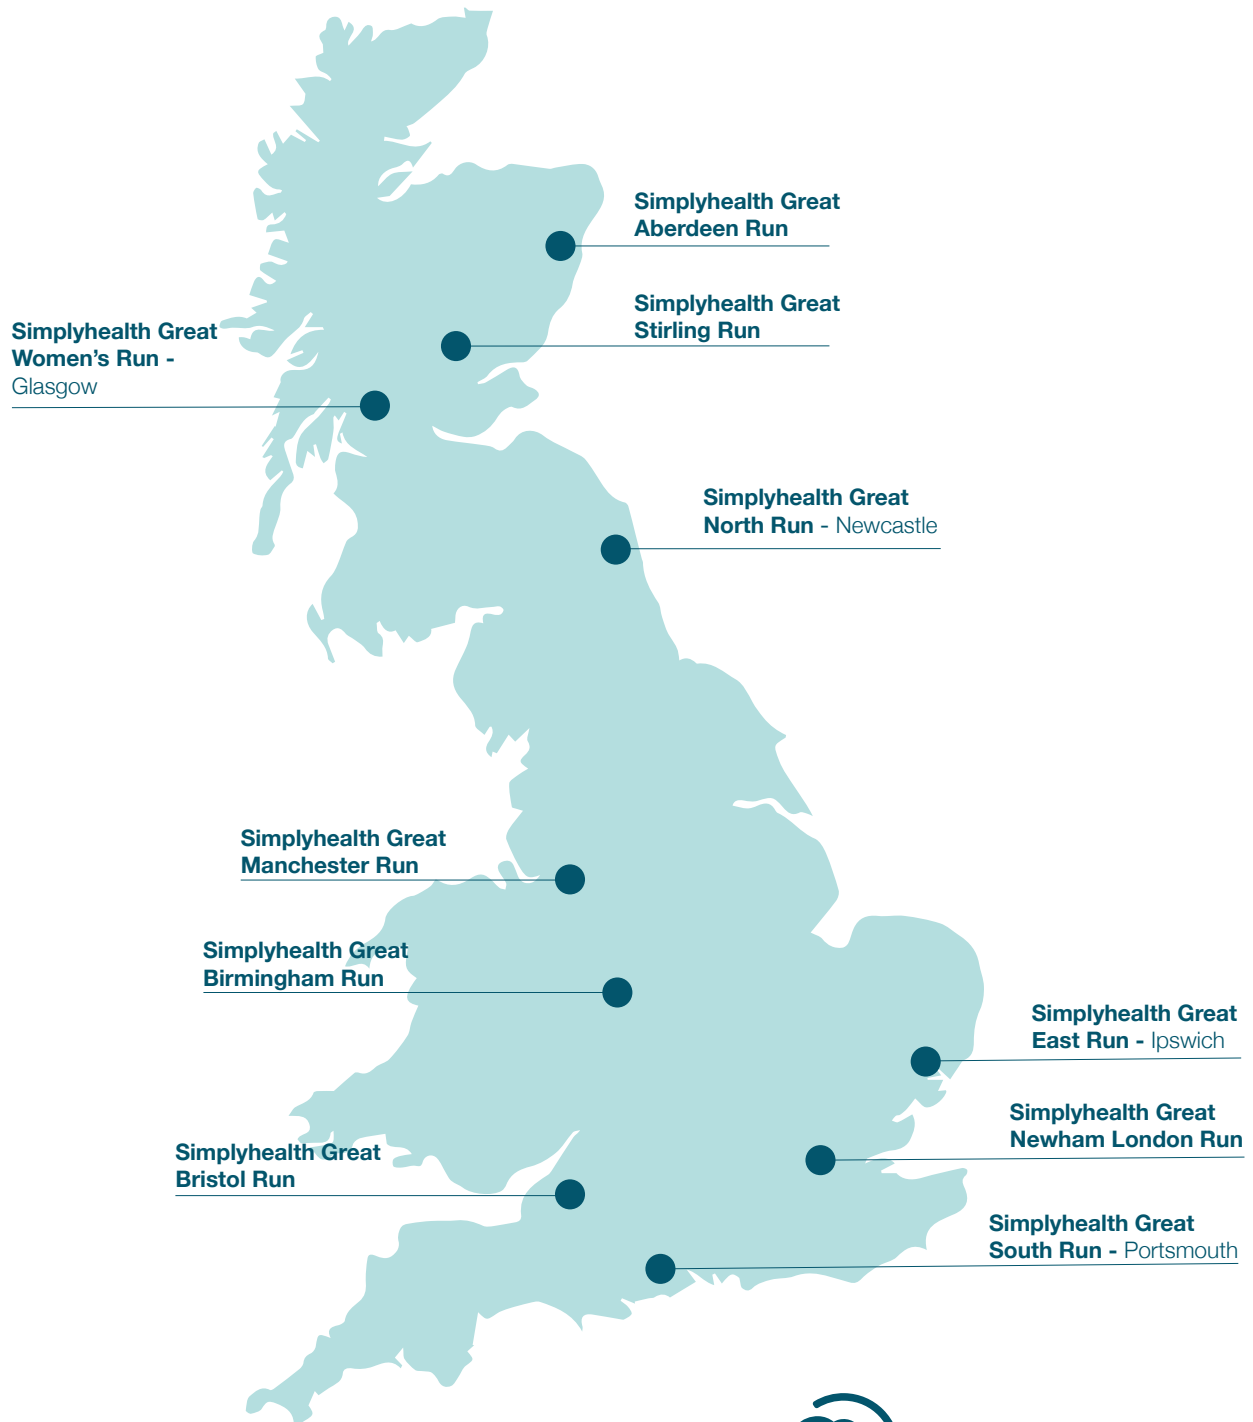 Simplyhealth Great
Aberdeen Run
Simplyhealth Great
Stirling Run
Simplyhealth Great
Women’s Run -
Glasgow
Simplyhealth Great
North Run - Newcastle
Simplyhealth Great
Manchester Run
Simplyhealth Great
Birmingham Run
Simplyhealth Great
East Run - Ipswich
Simplyhealth Great
Newham London Run
Simplyhealth Great
Bristol Run
Simplyhealth Great
South Run - Portsmouth